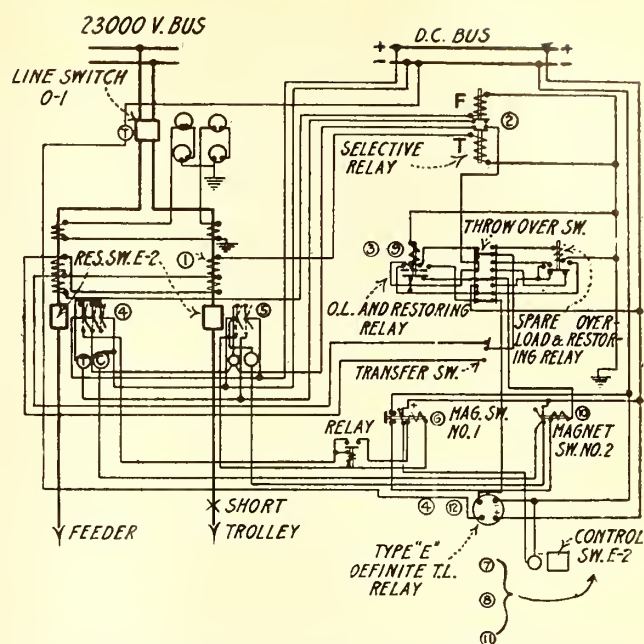 23000 V. BUS
D.C. BUS
+ +
- -
LINE SWITCH
O-1
T
F
②
T
SELECTIVE
RELAY
THROW OVER SW.
RES. SW. E-2
①
③ ⑨
④
⑤
O.L. AND RESTORING
RELAY
SPARE OVER-
LOAD & RESTOR-
ING RELAY
T C
TRANSFER SW.
+
RELAY
⑥
MAG. SW.
NO.1
⑩
MAGNET
SW. NO.2
X SHORT
FEEDER
TROLLEY
④ ⑫
TYPE "E"
DEFINITE T.L.
RELAY
CONTROL
SW. E-2
⑦
⑧
⑪